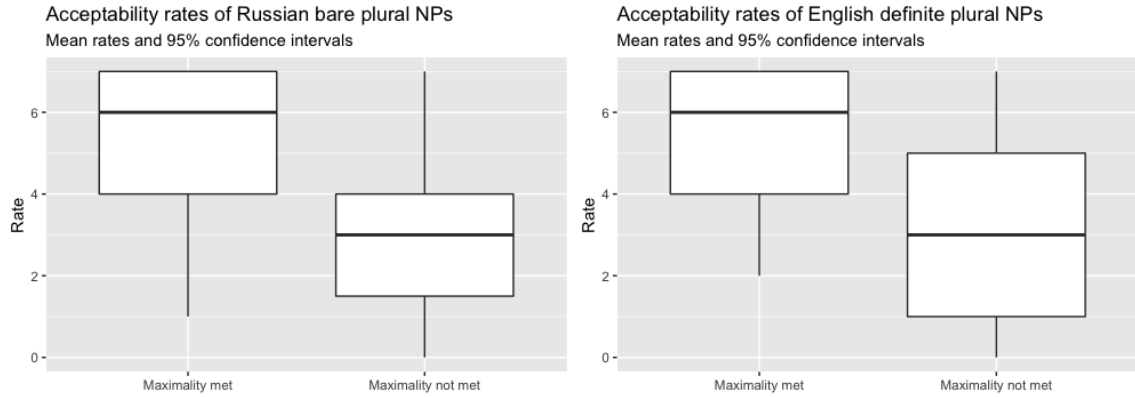 Acceptability rates of Russian bare plural NPs
Mean rates and 95% confidence intervals
Rate
6
4
2
0
Maximality met
Maximality not met
Acceptability rates of English definite plural NPs
Mean rates and 95% confidence intervals
Rate
6
4
2
0
Maximality met
Maximality not met